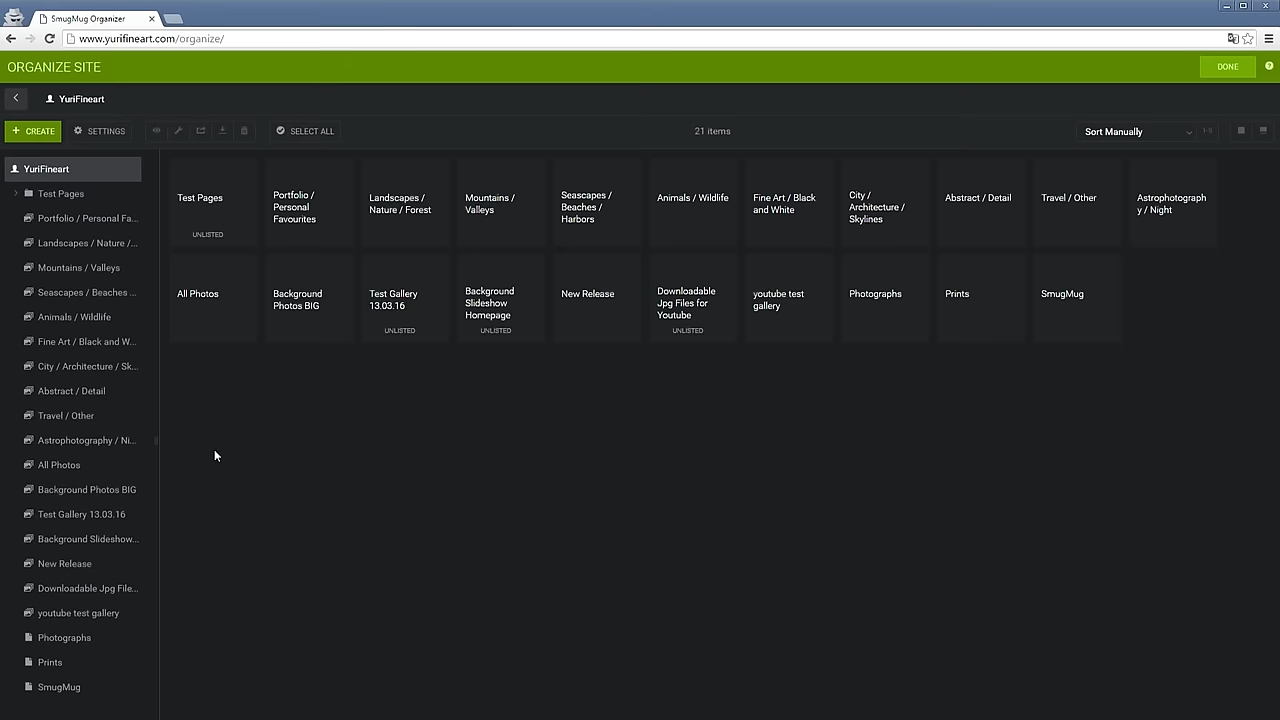 SmugMug Organizer
www.yurifineart.com/organize/
ORGANIZE SITE
DONE
YuriFineart
CREATE
SETTINGS
SELECT ALL
21 items
Sort Manually
YuriFineart
Test Pages
Portfolio / Personal Fa...
Landscapes / Nature /...
Mountains / Valleys
Seascapes / Beaches ...
Animals / Wildlife
Fine Art / Black and W...
City / Architecture / Sk...
Abstract / Detail
Travel / Other
Astrophotography / Ni...
All Photos
Background Photos BIG
Test Gallery 13.03.16
Background Slideshow...
New Release
Downloadable Jpg File...
youtube test gallery
Photographs
Prints
SmugMug
Test Pages
UNLISTED
Portfolio /
Personal
Favourites
Landscapes /
Nature / Forest
Mountains /
Valleys
Seascapes /
Beaches /
Harbors
Animals / Wildlife
Fine Art / Black
and White
City /
Architecture /
Skylines
Abstract / Detail
Travel / Other
Astrophotograph
y / Night
All Photos
Background
Photos BIG
Test Gallery
13.03.16
UNLISTED
Background
Slideshow
Homepage
UNLISTED
New Release
Downloadable
Jpg Files for
Youtube
UNLISTED
youtube test
gallery
Photographs
Prints
SmugMug